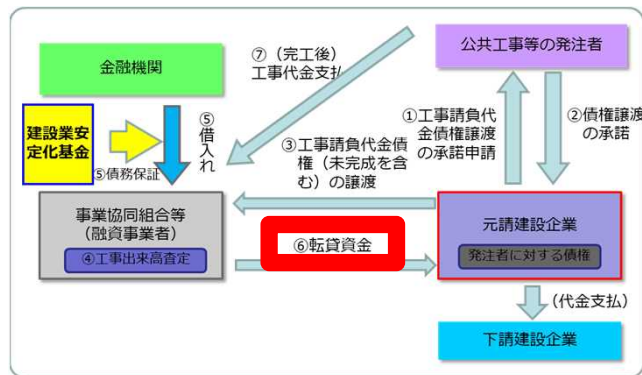 金融機関
⑦（完工後）
工事代金支払
公共工事等の発注者
建設業安
定化基金
⑤債務保証
⑤借入れ
①工事請負代
金債権譲渡
の承諾申請
②債権譲渡
の承諾
③工事請負代金債
権（未完成を含
む）の譲渡
事業協同組合等
（融資事業者）
④工事出来高査定
⑥転貸資金
元請建設企業
発注者に対する債権
（代金支払）
下請建設企業